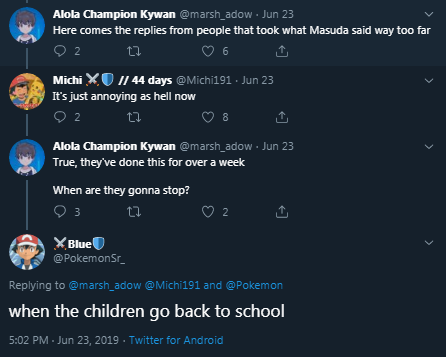 Alola Champion Kywan @marsh_adow · Jun 23
Here comes the replies from people that took what Masuda said way too far
2 6
Michi ⚔️🛡️ // 44 days @Michi191 · Jun 23
It's just annoying as hell now
2 8
Alola Champion Kywan @marsh_adow · Jun 23
True, they've done this for over a week
When are they gonna stop?
3 2
⚔️Blue🛡️
@PokemonSr_
Replying to @marsh_adow @Michi191 and @Pokemon
when the children go back to school
5:02 PM · Jun 23, 2019 · Twitter for Android